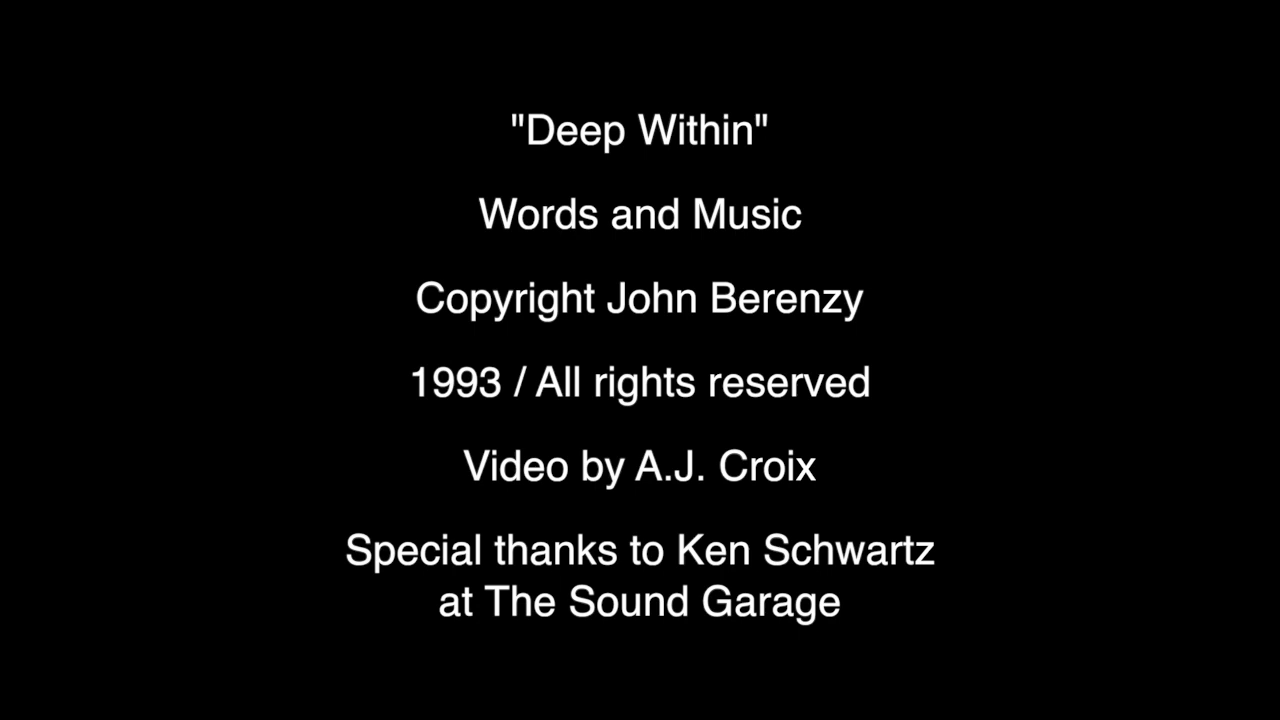 "Deep Within"
Words and Music
Copyright John Berenzy
1993 / All rights reserved
Video by A.J. Croix
Special thanks to Ken Schwartz
at The Sound Garage